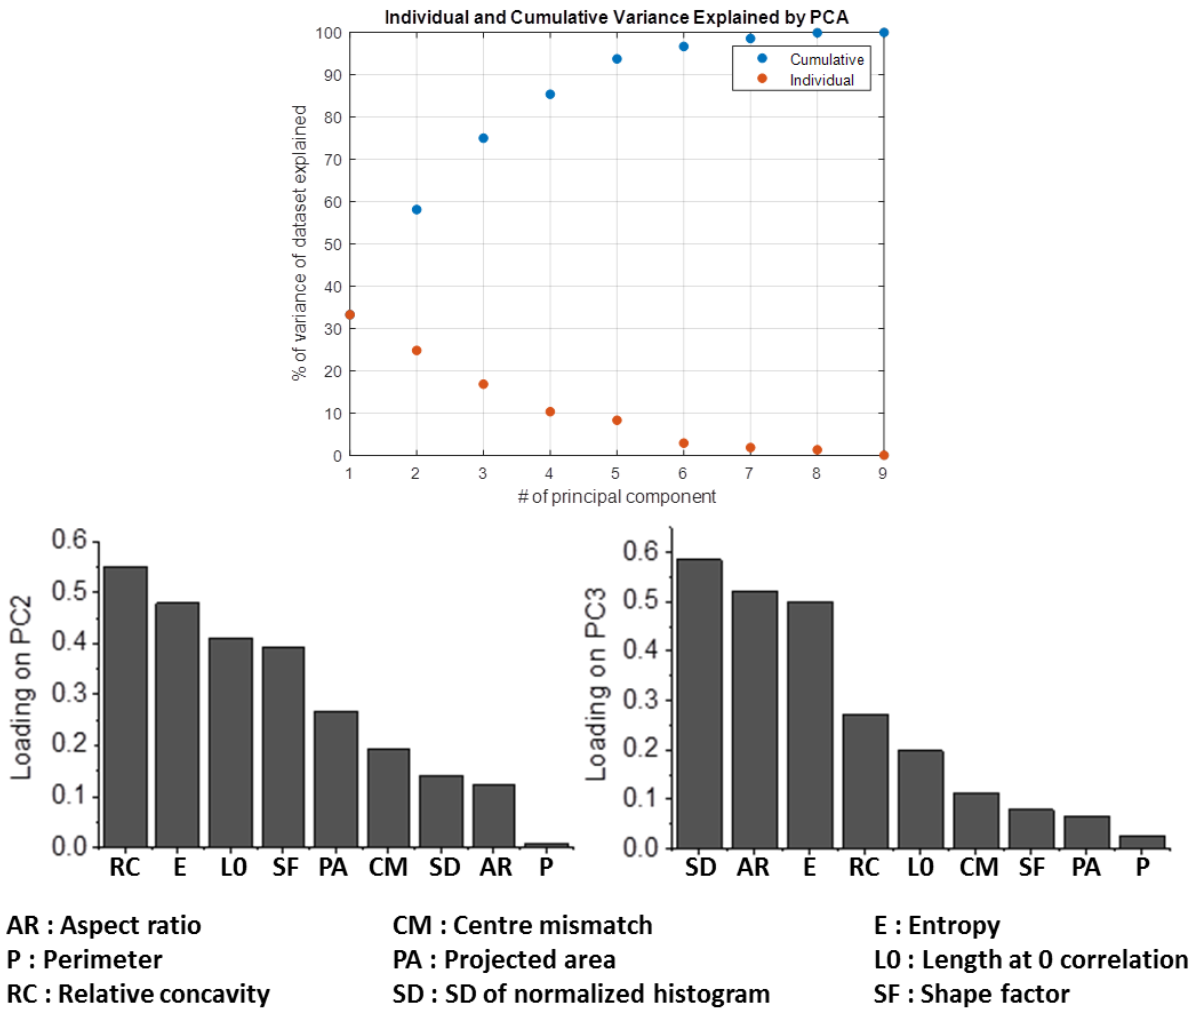 Individual and Cumulative Variance Explained by PCA
% of variance of dataset explained
100
90
80
70
60
50
40
30
20
10
0
Cumulative
Individual
1 2 3 4 5 6 7 8 9
# of principal component
Loading on PC2
0.6
0.5
0.4
0.3
0.2
0.1
0.0
RC E L0 SF PA CM SD AR P
Loading on PC3
0.6
0.5
0.4
0.3
0.2
0.1
0.0
SD AR E RC L0 CM SF PA P
AR : Aspect ratio CM : Centre mismatch E : Entropy
P : Perimeter PA : Projected area L0 : Length at 0 correlation
RC : Relative concavity SD : SD of normalized histogram SF : Shape factor